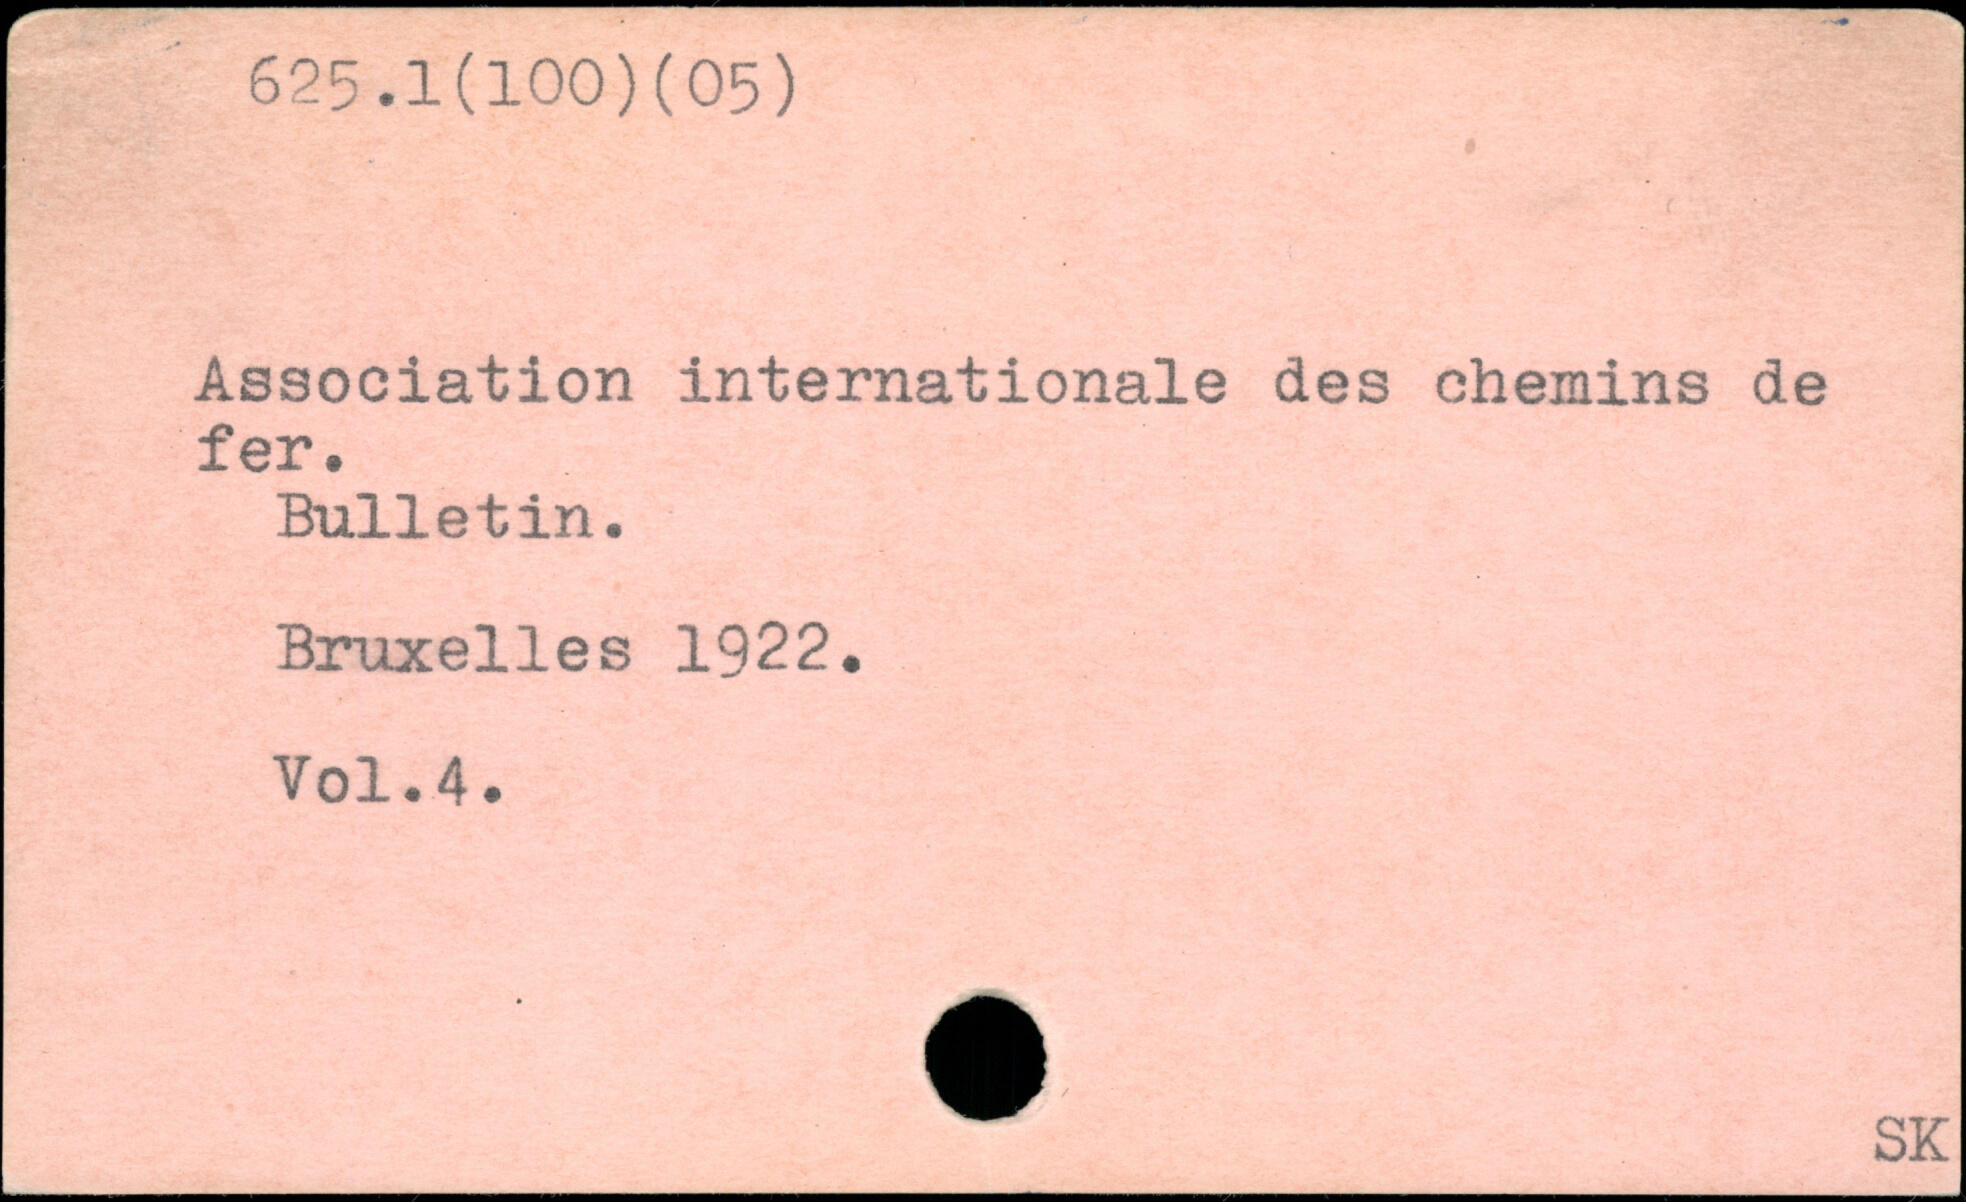 625.1(100)(05)
Association internationale des chemins de
fer.
Bulletin.
Bruxelles 1922.
Vol.4.
SK